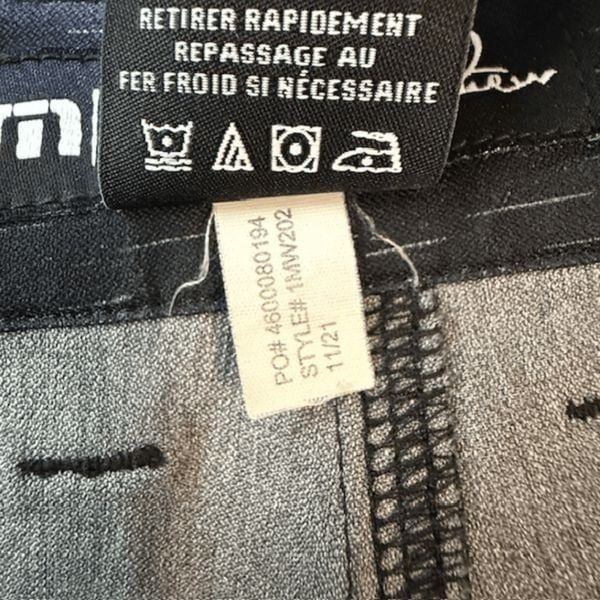 RETIRER RAPIDEMENT
REPASSAGE AU
FER FROID SI NÉCESSAIRE
PO# 4600080194
STYLE# 1MW202
11/21